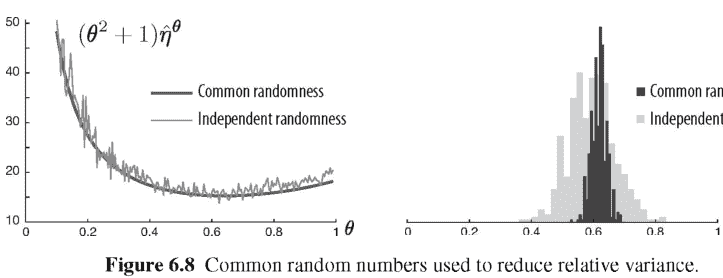 50
(θ² + 1)η̂^θ
40
Common randomness
Independent randomness
30
20
10
0 0.2 0.4 0.6 0.8 1 θ
Common ran
Independent
0 0.2 0.4 0.6 0.8 1
Figure 6.8 Common random numbers used to reduce relative variance.